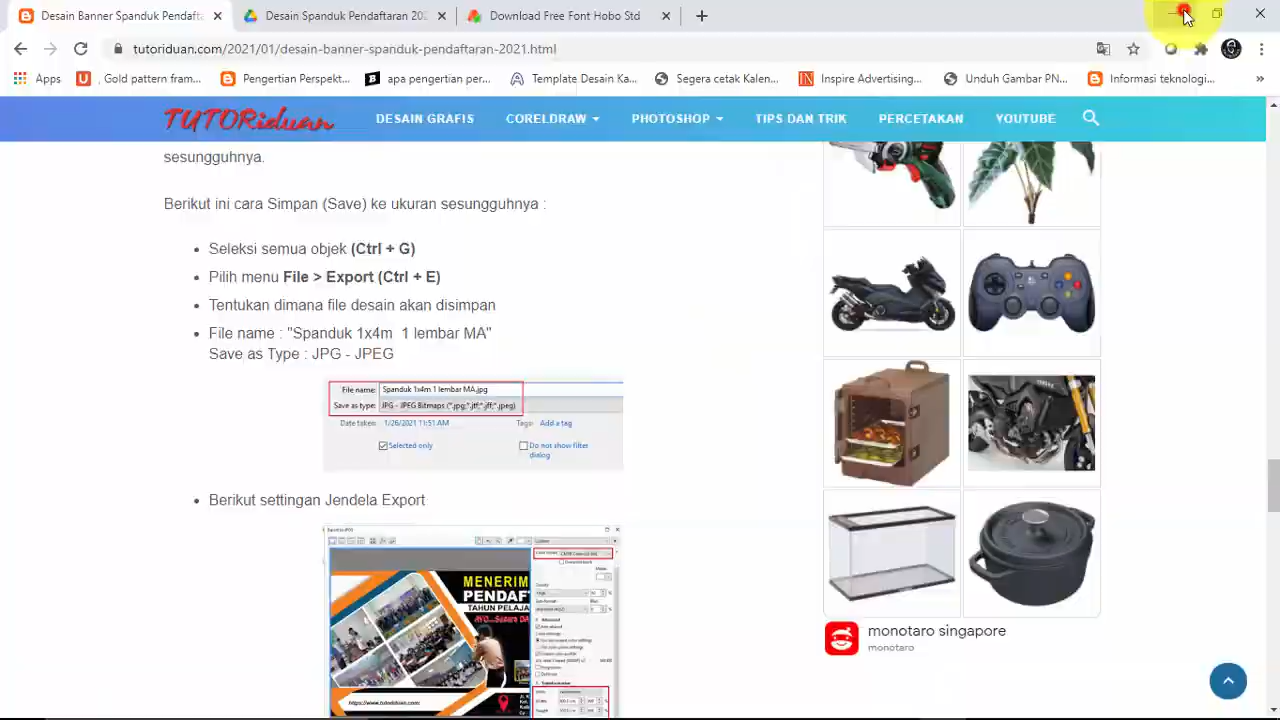 Desain Banner Spanduk Pendafta
Desain Spanduk Pendaftaran 202
Download Free Font Hobo Std
tutoriduan.com/2021/01/desain-banner-spanduk-pendaftaran-2021.html
Apps
, Gold pattern fram...
Pengertian Perspekt...
apa pengertian per...
Template Desain Ka...
Segera Cetak Kalen...
Inspire Advertising...
Unduh Gambar PN...
Informasi teknologi...
TUTORiduan
DESAIN GRAFIS
CORELDRAW
PHOTOSHOP
TIPS DAN TRIK
PERCETAKAN
YOUTUBE
sesungguhnya.
Berikut ini cara Simpan (Save) ke ukuran sesungguhnya :
Seleksi semua objek (Ctrl + G)
Pilih menu File > Export (Ctrl + E)
Tentukan dimana file desain akan disimpan
File name : "Spanduk 1x4m 1 lembar MA"
Save as Type : JPG - JPEG
File name: Spanduk 1x4m 1 lembar MA.jpg
Save as type: JPG - JPEG Bitmaps (*.jpg;*.jtf;*.jff;*.jpeg)
Date taken: 1/26/2021 11:51 AM
Tags: Add a tag
Selected only
Do not show filter
dialog
Berikut settingan Jendela Export
MENERIM
PENDAF
TAHUN PELAJ
https://www.tutoriduan.com/
monotaro singap
monotaro